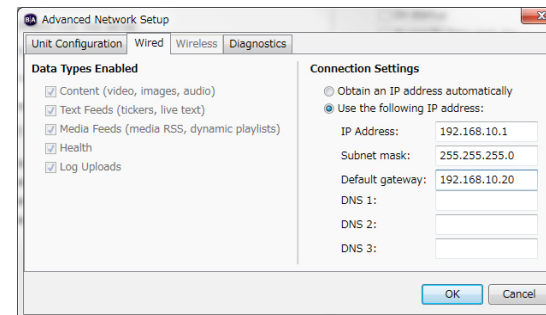 BA Advanced Network Setup
Unit Configuration Wired Wireless Diagnostics
Data Types Enabled
Content (video, images, audio)
Text Feeds (tickers, live text)
Media Feeds (media RSS, dynamic playlists)
Health
Log Uploads
Connection Settings
Obtain an IP address automatically
Use the following IP address:
IP Address: 192.168.10.1
Subnet mask: 255.255.255.0
Default gateway: 192.168.10.20
DNS 1:
DNS 2:
DNS 3:
OK Cancel